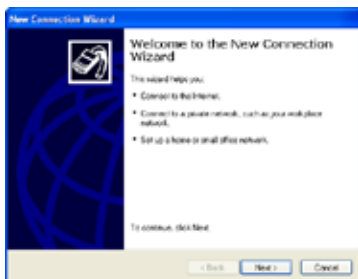 New Connection Wizard
Welcome to the New Connection
Wizard
This wizard helps you:
• Connect to the Internet.
• Connect to a private network, such as your workplace
network.
• Set up a home or small office network.
To continue, click Next.
< Back
Next >
Cancel